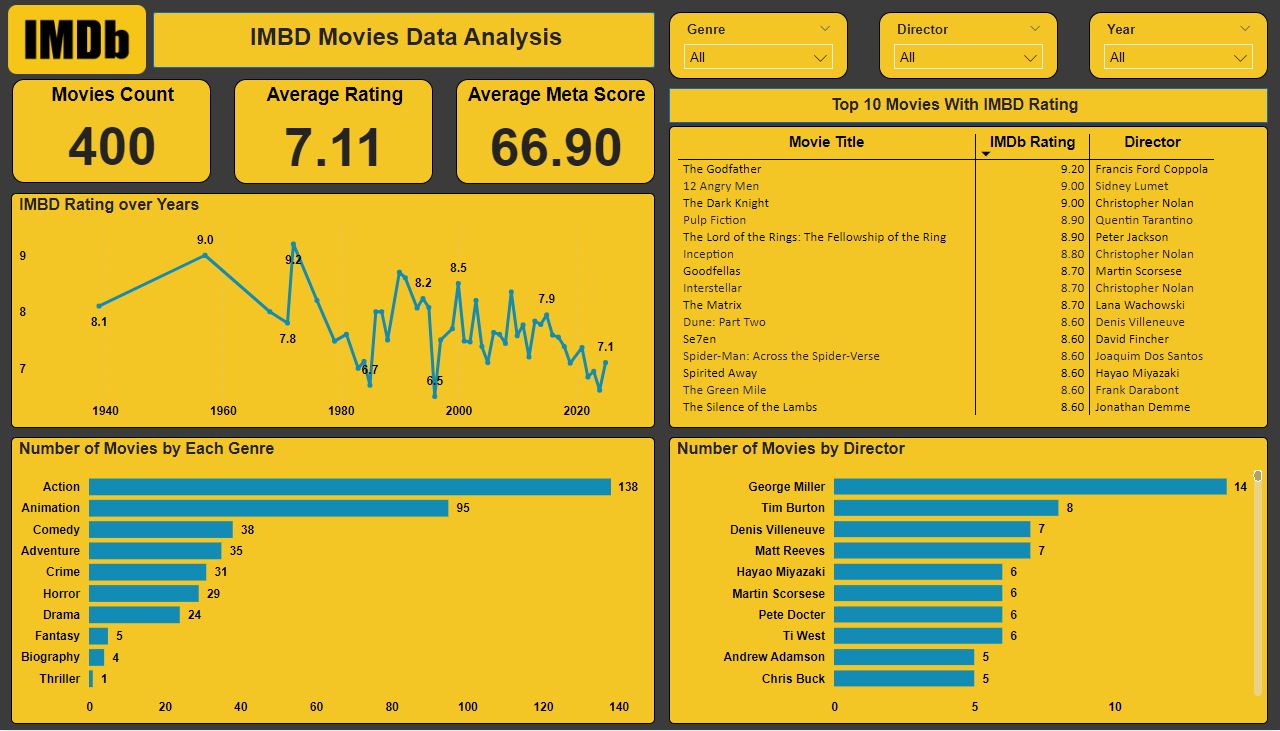 IMDb
IMBD Movies Data Analysis
Genre
All
Director
All
Year
All
Movies Count
400
Average Rating
7.11
Average Meta Score
66.90
Top 10 Movies With IMBD Rating
Movie Title IMDb Rating Director
The Godfather 9.20 Francis Ford Coppola
12 Angry Men 9.00 Sidney Lumet
The Dark Knight 9.00 Christopher Nolan
Pulp Fiction 8.90 Quentin Tarantino
The Lord of the Rings: The Fellowship of the Ring 8.90 Peter Jackson
Inception 8.80 Christopher Nolan
Goodfellas 8.70 Martin Scorsese
Interstellar 8.70 Christopher Nolan
The Matrix 8.70 Lana Wachowski
Dune: Part Two 8.60 Denis Villeneuve
Se7en 8.60 David Fincher
Spider-Man: Across the Spider-Verse 8.60 Joaquim Dos Santos
Spirited Away 8.60 Hayao Miyazaki
The Green Mile 8.60 Frank Darabont
The Silence of the Lambs 8.60 Jonathan Demme
IMBD Rating over Years
9
8
7
8.1
9.0
7.8
9.2
6.7
8.2
6.5
8.5
7.9
7.1
1940 1960 1980 2000 2020
Number of Movies by Each Genre
Action 138
Animation 95
Comedy 38
Adventure 35
Crime 31
Horror 29
Drama 24
Fantasy 5
Biography 4
Thriller 1
0 20 40 60 80 100 120 140
Number of Movies by Director
George Miller 14
Tim Burton 8
Denis Villeneuve 7
Matt Reeves 7
Hayao Miyazaki 6
Martin Scorsese 6
Pete Docter 6
Ti West 6
Andrew Adamson 5
Chris Buck 5
0 5 10